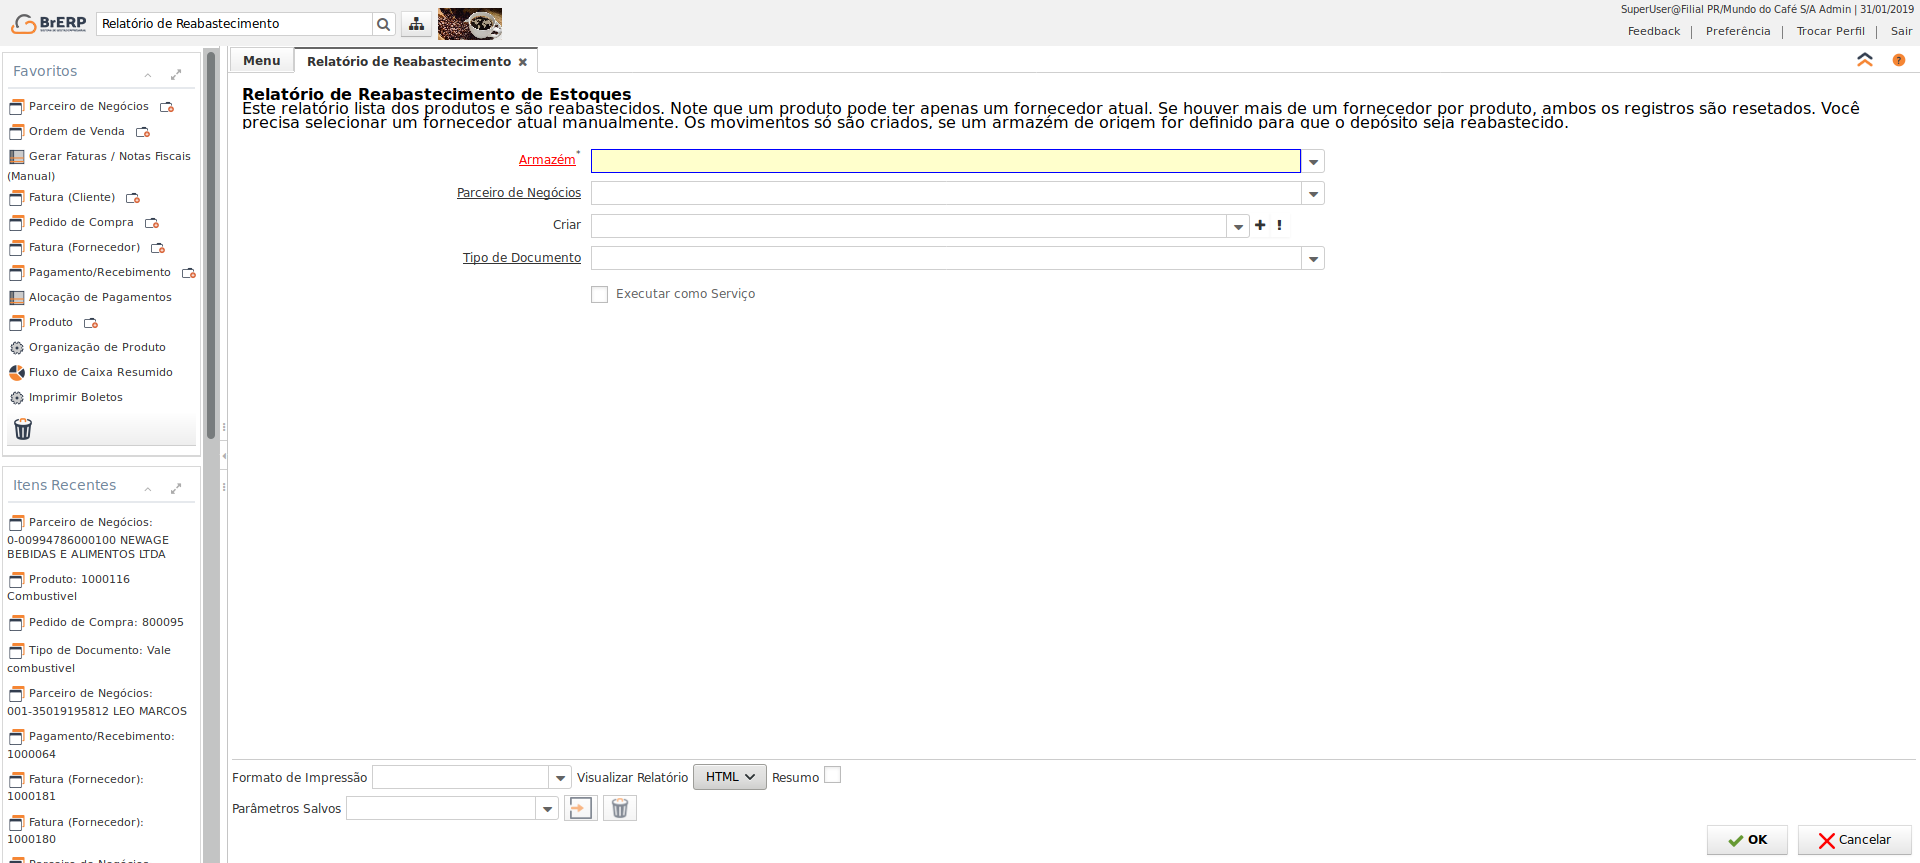 BrERP
Relatório de Reabastecimento
SuperUser@Filial PR/Mundo do Café S/A Admin | 31/01/2019
Feedback | Preferência | Trocar Perfil | Sair
Favoritos
Parceiro de Negócios
Ordem de Venda
Gerar Faturas / Notas Fiscais
(Manual)
Fatura (Cliente)
Pedido de Compra
Fatura (Fornecedor)
Pagamento/Recebimento
Alocação de Pagamentos
Produto
Organização de Produto
Fluxo de Caixa Resumido
Imprimir Boletos
Itens Recentes
Parceiro de Negócios:
0-00994786000100 NEWAGE
BEBIDAS E ALIMENTOS LTDA
Produto: 1000116
Combustivel
Pedido de Compra: 800095
Tipo de Documento: Vale
combustivel
Parceiro de Negócios:
001-35019195812 LEO MARCOS
Pagamento/Recebimento:
1000064
Fatura (Fornecedor):
1000181
Fatura (Fornecedor):
1000180
Parceiro de Negócios
Menu
Relatório de Reabastecimento
Relatório de Reabastecimento de Estoques
Este relatório lista dos produtos e são reabastecidos. Note que um produto pode ter apenas um fornecedor atual. Se houver mais de um fornecedor por produto, ambos os registros são resetados. Você
precisa selecionar um fornecedor atual manualmente. Os movimentos só são criados, se um armazém de origem for definido para que o depósito seja reabastecido.
Armazém*
Parceiro de Negócios
Criar
Tipo de Documento
Executar como Serviço
Formato de Impressão Visualizar Relatório HTML Resumo
Parâmetros Salvos
OK Cancelar